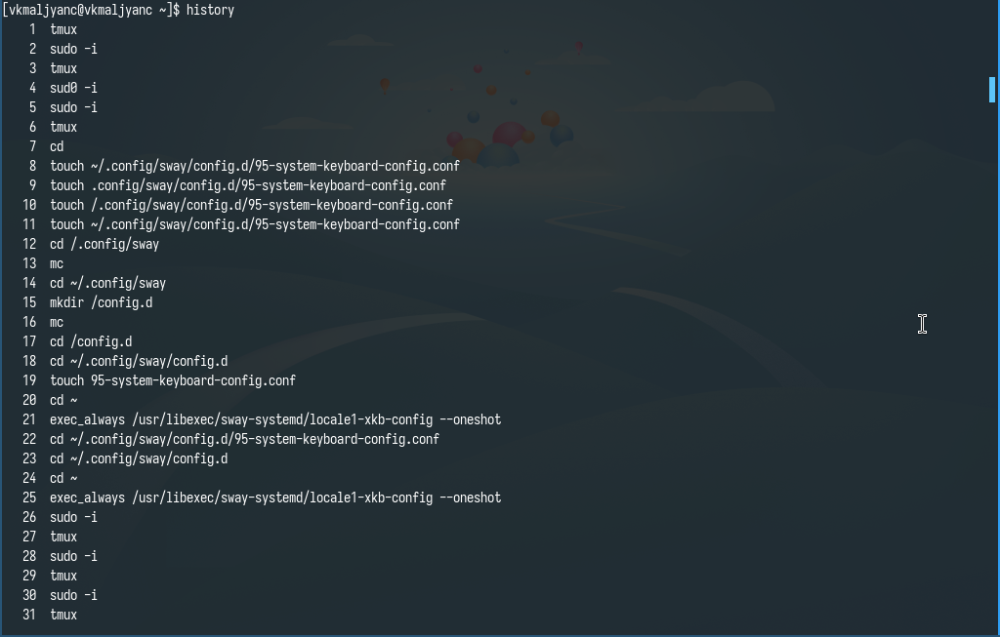 [vkmaljyanc@vkmaljyanc ~]$ history
1 tmux
2 sudo -i
3 tmux
4 sud0 -i
5 sudo -i
6 tmux
7 cd
8 touch ~/.config/sway/config.d/95-system-keyboard-config.conf
9 touch .config/sway/config.d/95-system-keyboard-config.conf
10 touch /.config/sway/config.d/95-system-keyboard-config.conf
11 touch ~/.config/sway/config.d/95-system-keyboard-config.conf
12 cd /.config/sway
13 mc
14 cd ~/.config/sway
15 mkdir /config.d
16 mc
17 cd /config.d
18 cd ~/.config/sway/config.d
19 touch 95-system-keyboard-config.conf
20 cd ~
21 exec_always /usr/libexec/sway-systemd/locale1-xkb-config --oneshot
22 cd ~/.config/sway/config.d/95-system-keyboard-config.conf
23 cd ~/.config/sway/config.d
24 cd ~
25 exec_always /usr/libexec/sway-systemd/locale1-xkb-config --oneshot
26 sudo -i
27 tmux
28 sudo -i
29 tmux
30 sudo -i
31 tmux